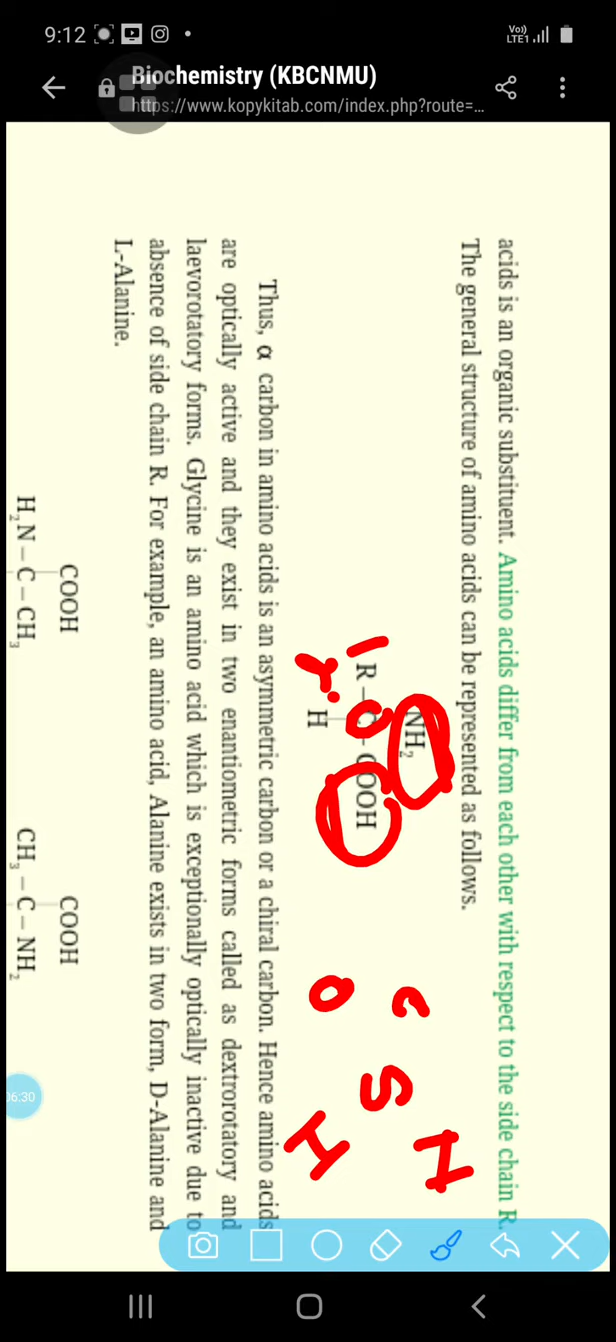 9:12
Vo))
LTE1
Biochemistry (KBCNMU)
https://www.kopykitab.com/index.php?route=...
acids is an organic substituent. Amino acids differ from each other with respect to the side chain R.
The general structure of amino acids can be represented as follows.
NH₂
R – C – COOH
H
Thus, α carbon in amino acids is an asymmetric carbon or a chiral carbon. Hence amino acids
are optically active and they exist in two enantiometric forms called as dextrorotatory and
laevorotatory forms. Glycine is an amino acid which is exceptionally optically inactive due to
absence of side chain R. For example, an amino acid, Alanine exists in two form, D-Alanine and
L-Alanine.
COOH COOH
H₂N – C – CH₃ CH₃ – C – NH₂
C
O
S
N
H
06:30